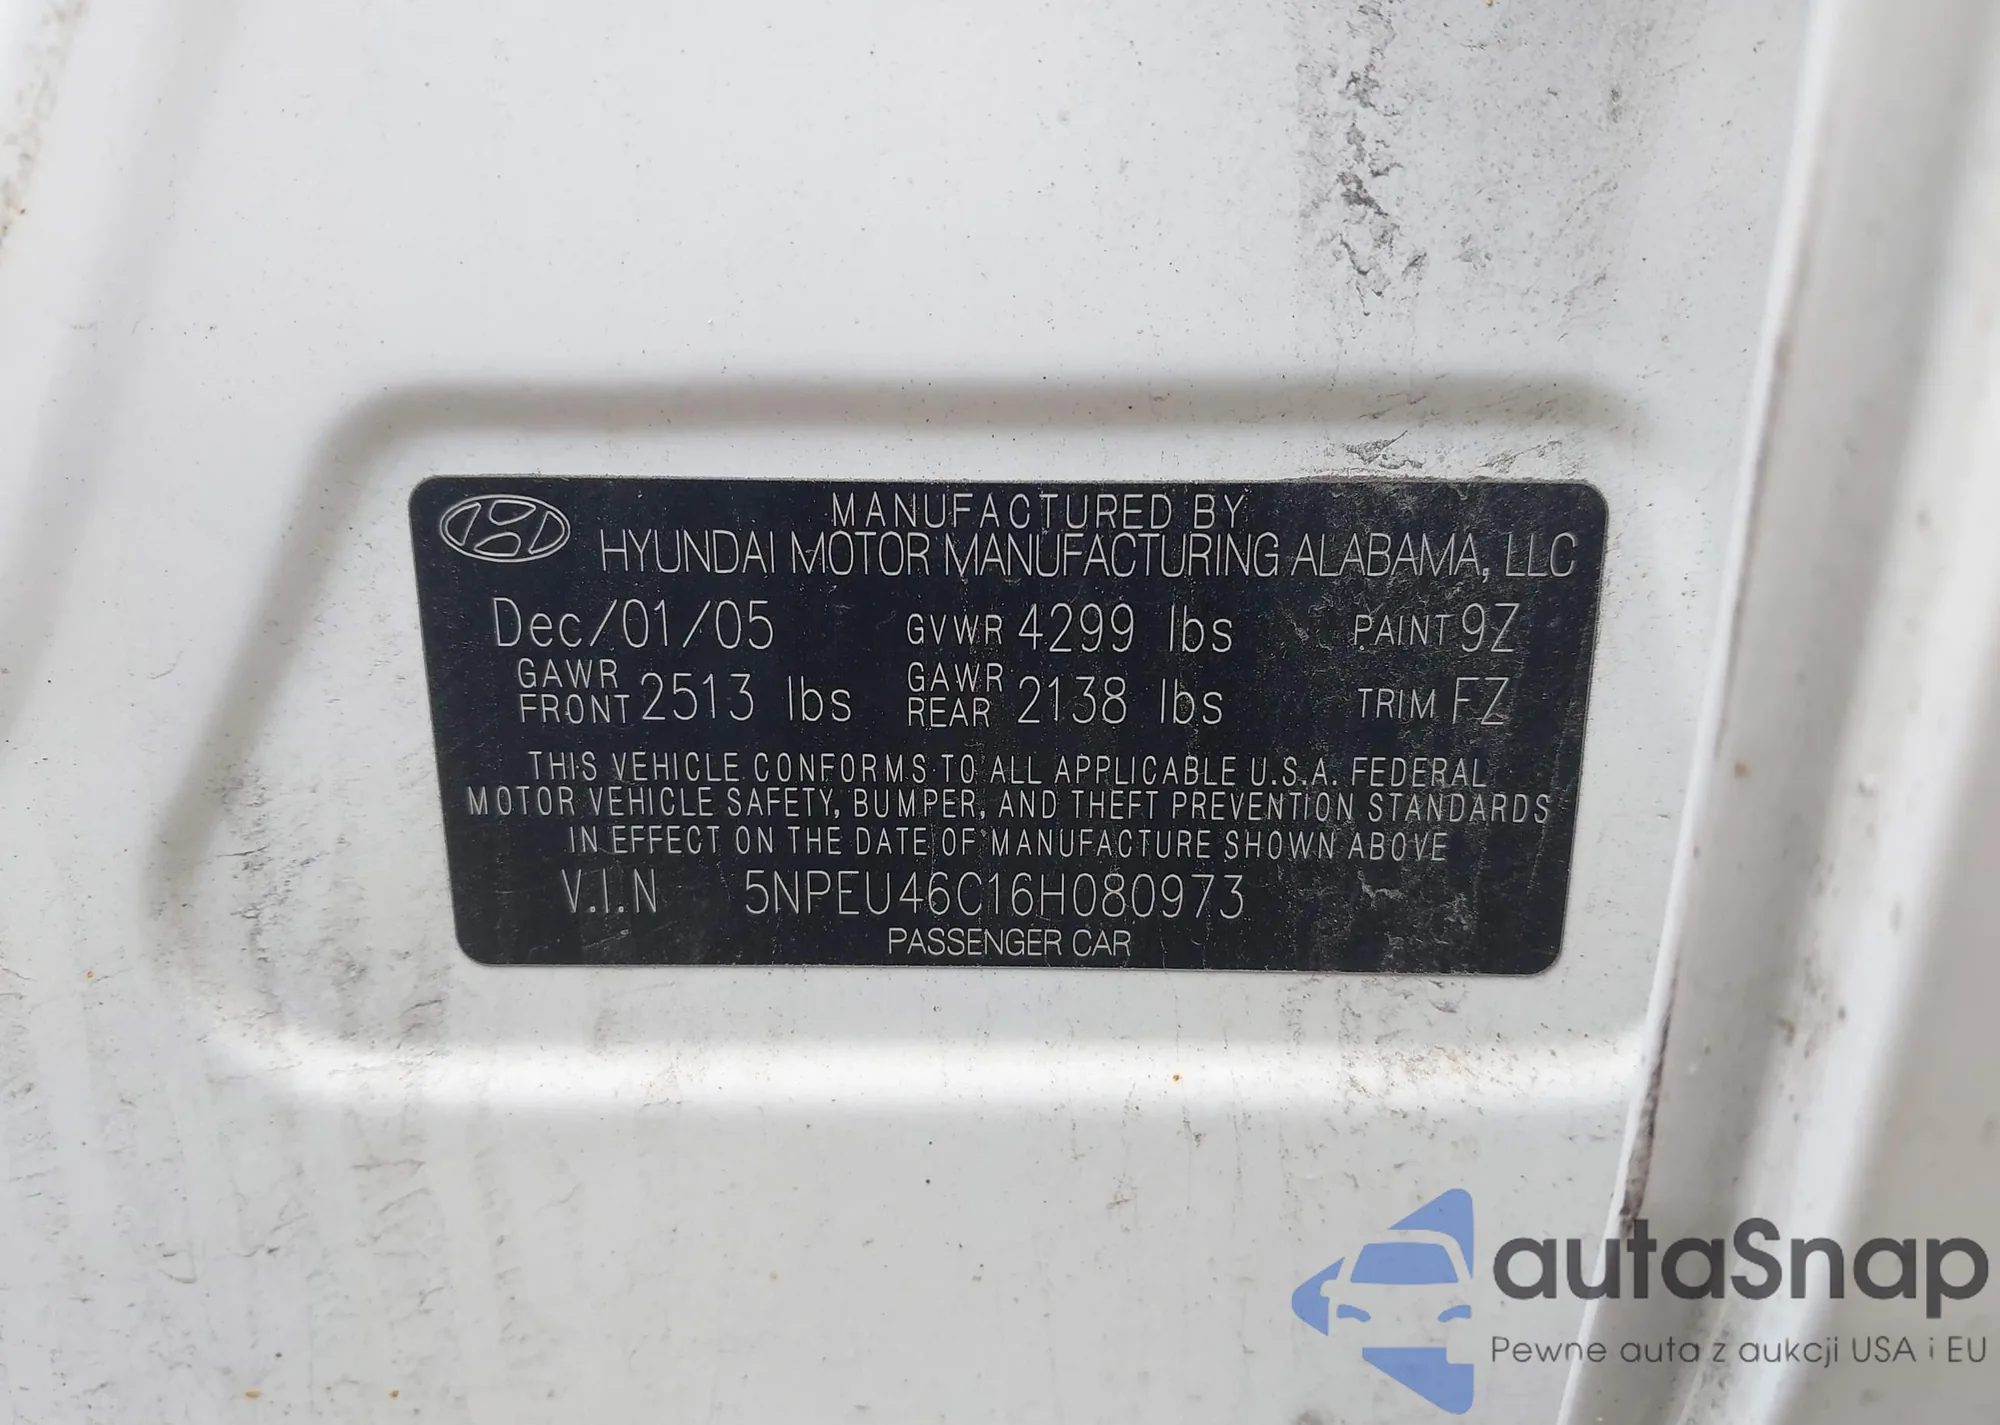 MANUFACTURED BY
HYUNDAI MOTOR MANUFACTURING ALABAMA, LLC
Dec/01/05 GVWR 4299 lbs PAINT 9Z
GAWR FRONT 2513 lbs GAWR REAR 2138 lbs TRIM FZ
THIS VEHICLE CONFORMS TO ALL APPLICABLE U.S.A. FEDERAL
MOTOR VEHICLE SAFETY, BUMPER, AND THEFT PREVENTION STANDARDS
IN EFFECT ON THE DATE OF MANUFACTURE SHOWN ABOVE
V.I.N 5NPEU46C16H080973
PASSENGER CAR
autaSnap
Pewne auta z aukcji USA i EU